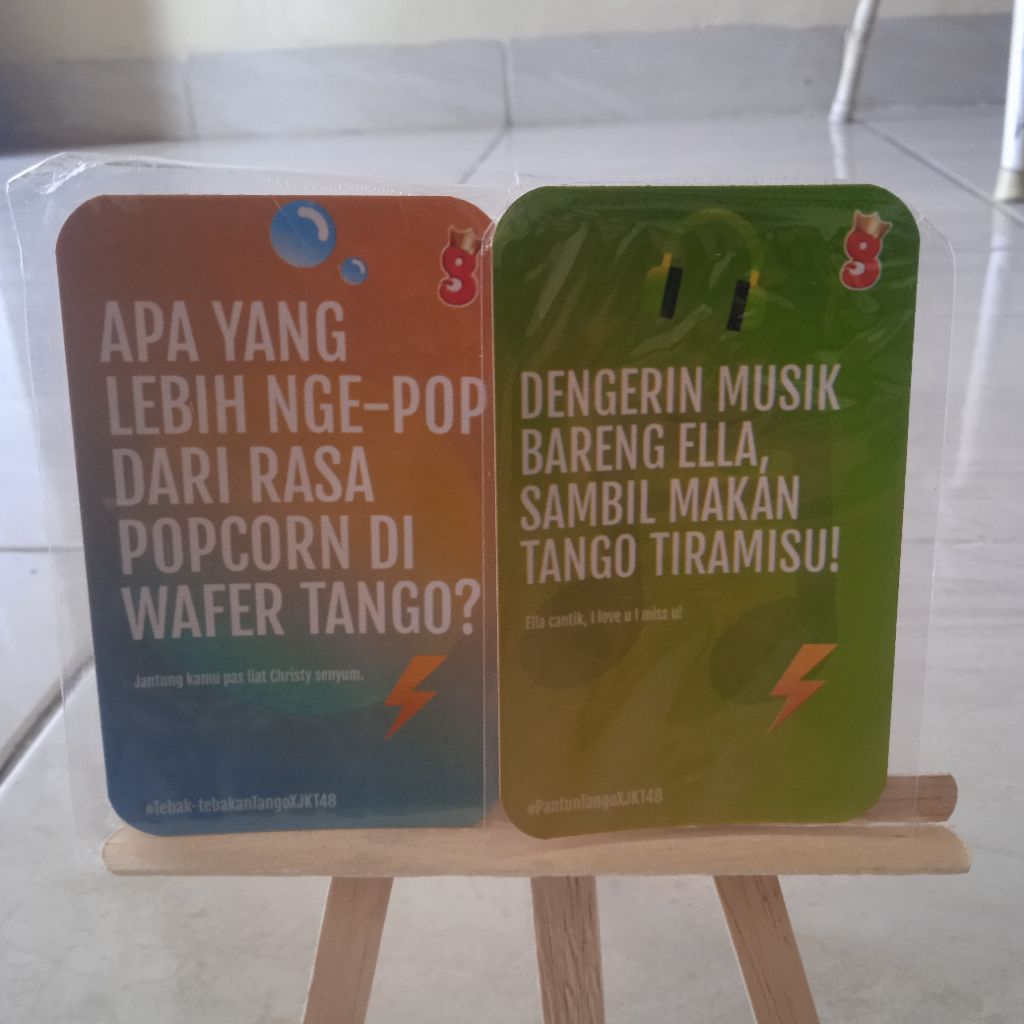 APA YANG
LEBIH NGE-POP
DARI RASA
POPCORN DI
WAFER TANGO?
Jantung kamu pas liat Christy senyum.
#Tebak-tebakanTangoXJKT48
DENGERIN MUSIK
BARENG ELLA,
SAMBIL MAKAN
TANGO TIRAMISU!
Ella cantik, I love u I miss u!
#PantunTangoXJKT48